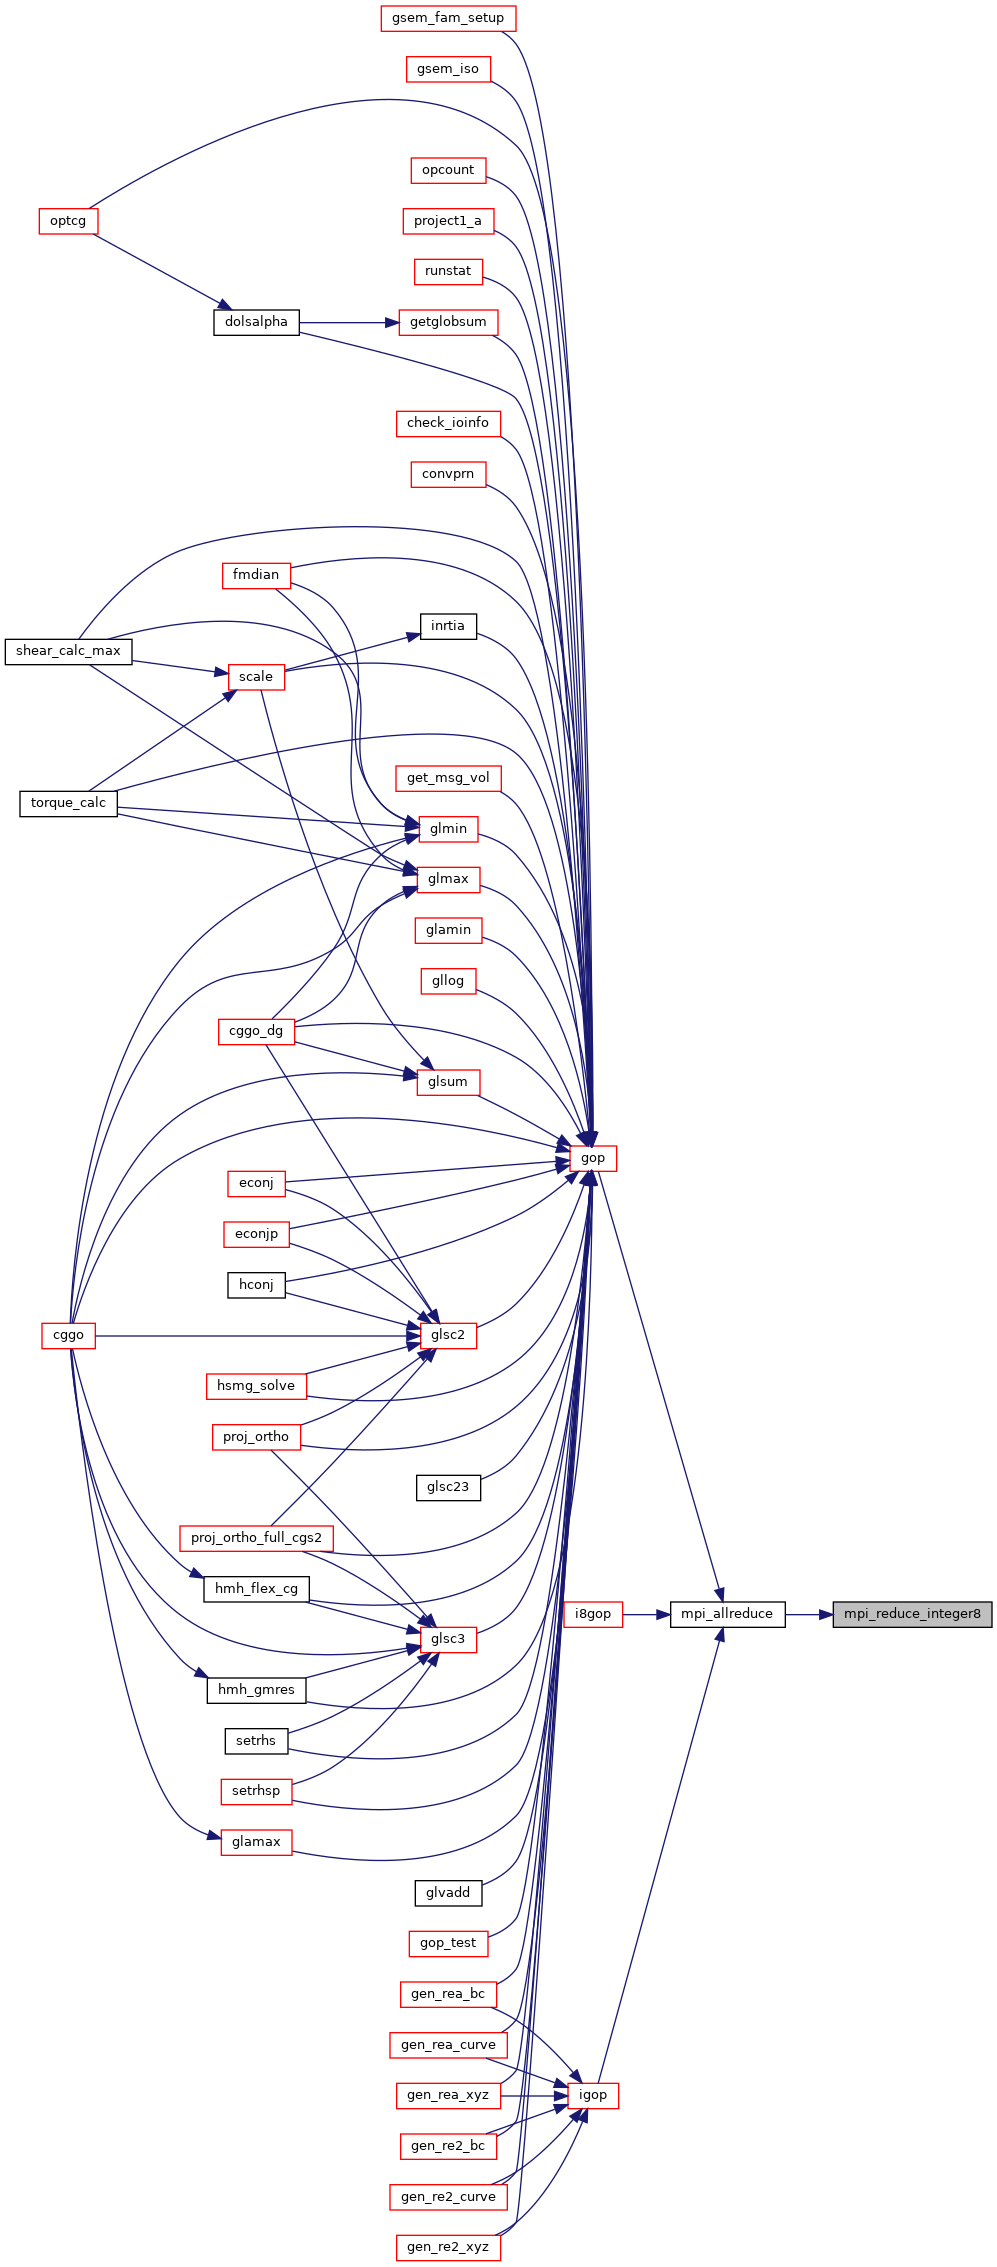 gsem_fam_setup
gsem_iso
opcount
optcg
project1_a
runstat
dolsalpha
getglobsum
check_ioinfo
convprn
fmdian
inrtia
shear_calc_max
scale
get_msg_vol
torque_calc
glmin
glmax
glamin
gllog
cggo_dg
glsum
gop
econj
econjp
hconj
cggo
glsc2
hsmg_solve
proj_ortho
glsc23
proj_ortho_full_cgs2
hmh_flex_cg
i8gop
mpi_allreduce
mpi_reduce_integer8
glsc3
hmh_gmres
setrhs
setrhsp
glamax
glvadd
gop_test
gen_rea_bc
gen_rea_curve
gen_rea_xyz
igop
gen_re2_bc
gen_re2_curve
gen_re2_xyz